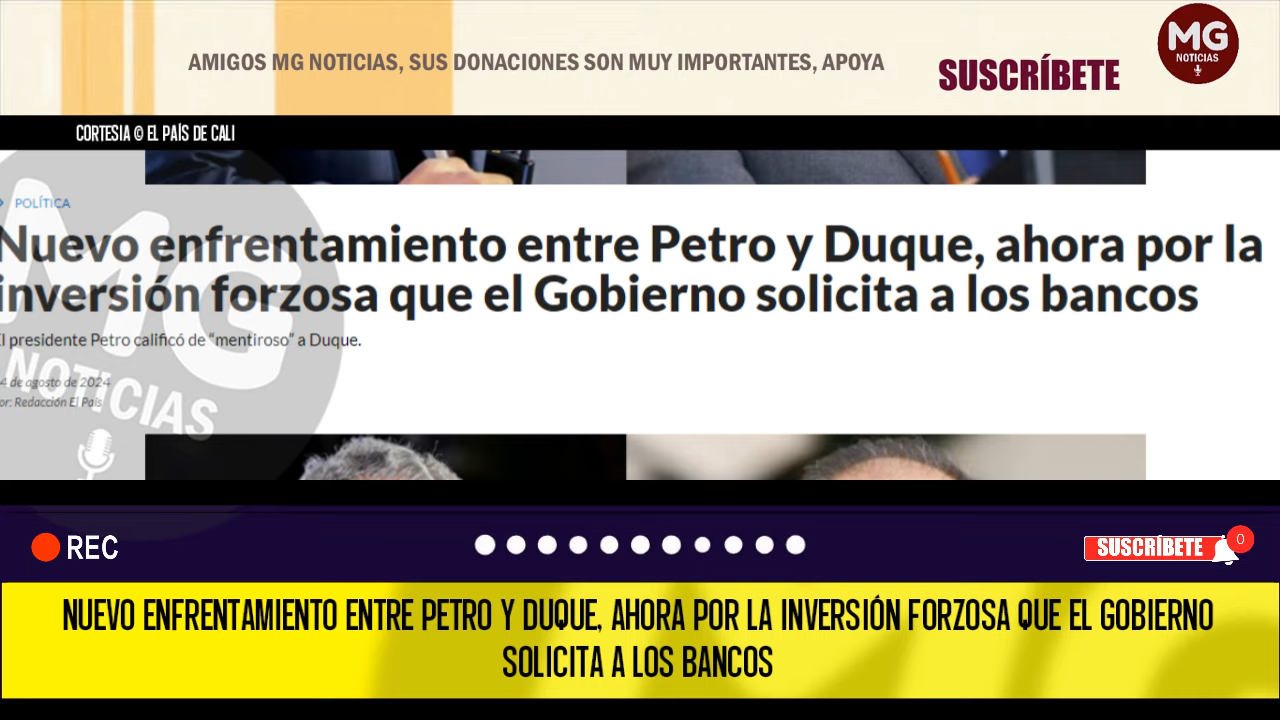 AMIGOS MG NOTICIAS, SUS DONACIONES SON MUY IMPORTANTES, APOYA
SUSCRÍBETE
MG
NOTICIAS
CORTESIA © EL PAÍS DE CALI
POLÍTICA
Nuevo enfrentamiento entre Petro y Duque, ahora por la
inversión forzosa que el Gobierno solicita a los bancos
El presidente Petro calificó de “mentiroso” a Duque.
4 de agosto de 2024
or: Redacción El País
MG
NOTICIAS
REC
SUSCRÍBETE
0
NUEVO ENFRENTAMIENTO ENTRE PETRO Y DUQUE, AHORA POR LA INVERSIÓN FORZOSA QUE EL GOBIERNO
SOLICITA A LOS BANCOS